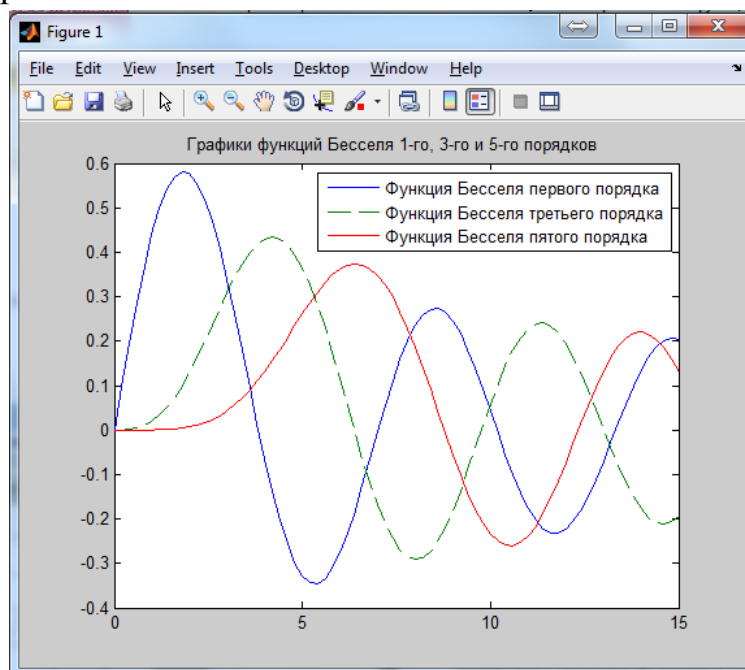 Figure 1
File Edit View Insert Tools Desktop Window Help
Графики функций Бесселя 1-го, 3-го и 5-го порядков
Функция Бесселя первого порядка
Функция Бесселя третьего порядка
Функция Бесселя пятого порядка
0.6
0.5
0.4
0.3
0.2
0.1
0
-0.1
-0.2
-0.3
-0.4
0 5 10 15